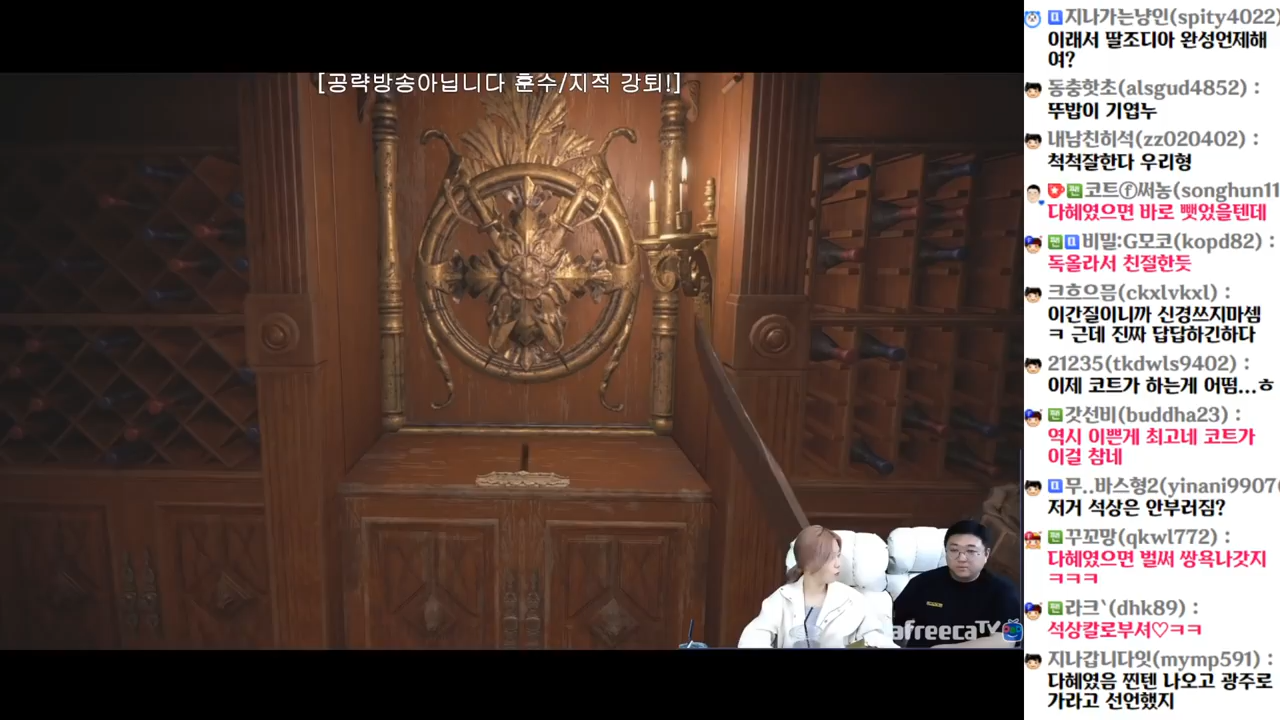 [공략방송아닙니다 훈수/지적 강퇴!]
지나가는냥인(spity4022)
이래서 딸조디아 완성언제해
여?
동충핫초(alsgud4852) :
뚜밥이 기엽누
내남친히석(zz020402) :
척척잘한다 우리형
팬 코트ⓕ써농(songhun11
다혜였으면 바로 뺏었을텐데
팬 비밀:G모코(kopd82) :
독올라서 친절한듯
크흐으믐(ckxlvkxl) :
이간질이니까 신경쓰지마셈
ㅋ 근데 진짜 답답하긴하다
21235(tkdwls9402) :
이제 코트가 하는게 어떰...ㅎ
팬 갓선비(buddha23) :
역시 이쁜게 최고네 코트가
이걸 참네
무..바스형2(yinani9907(
저거 석상은 안부러짐?
팬 꾸꼬망(qkwl772) :
다혜였으면 벌써 쌍욕나갓지
ㅋㅋㅋ
팬 라크`(dhk89) :
석상칼로부셔♡ㅋㅋ
지나갑니다잇(mymp591) :
다혜였음 찐텐 나오고 광주로
가라고 선언했지
afreecaTV